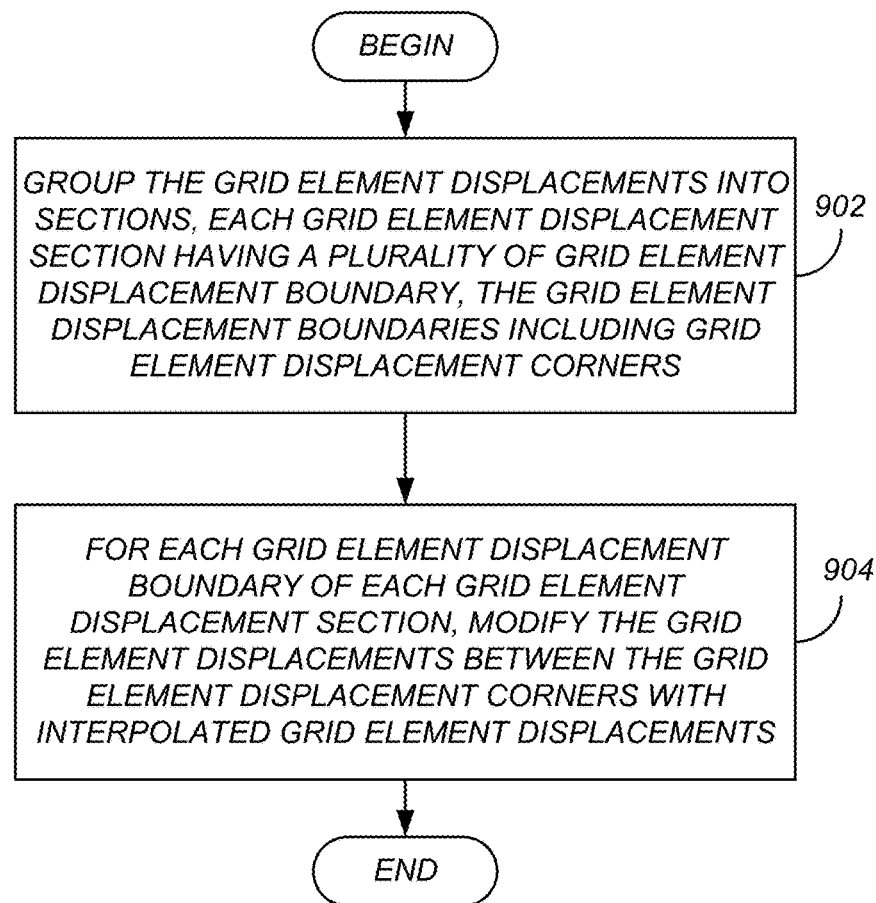 BEGIN
GROUP THE GRID ELEMENT DISPLACEMENTS INTO
SECTIONS, EACH GRID ELEMENT DISPLACEMENT
SECTION HAVING A PLURALITY OF GRID ELEMENT
DISPLACEMENT BOUNDARY, THE GRID ELEMENT
DISPLACEMENT BOUNDARIES INCLUDING GRID
ELEMENT DISPLACEMENT CORNERS
902
FOR EACH GRID ELEMENT DISPLACEMENT
BOUNDARY OF EACH GRID ELEMENT
DISPLACEMENT SECTION, MODIFY THE GRID
ELEMENT DISPLACEMENTS BETWEEN THE GRID
ELEMENT DISPLACEMENT CORNERS WITH
INTERPOLATED GRID ELEMENT DISPLACEMENTS
904
END